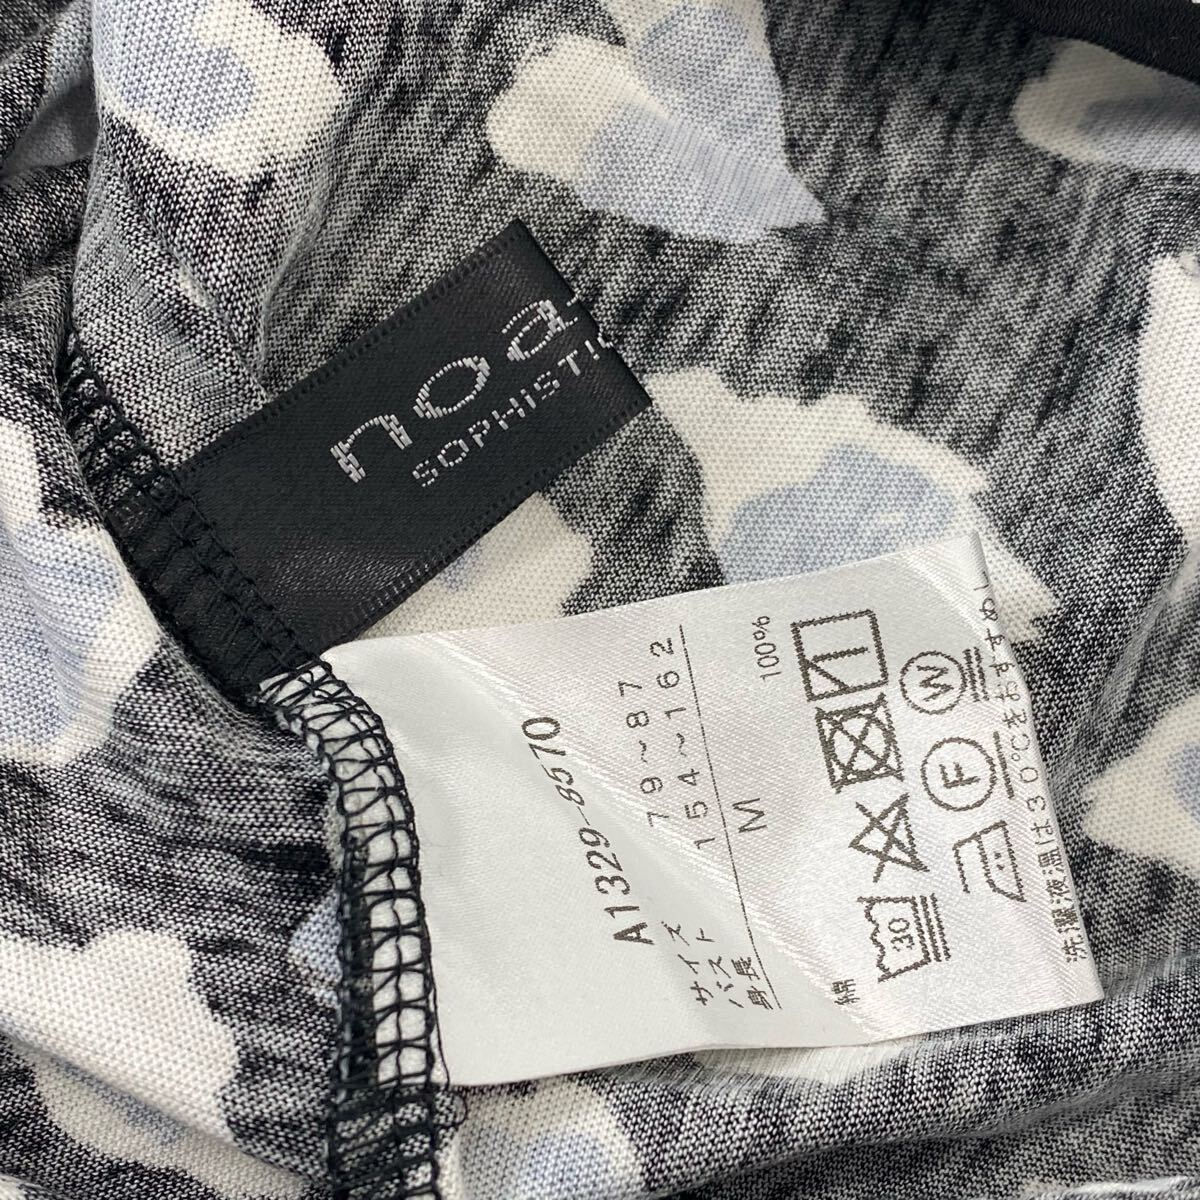 noa
SOPHISTI
A1329-8570
サイズ 79~87
バスト 154~162
身長 M
綿 100%
30
F
W
洗濯液温は30℃をおすすめし